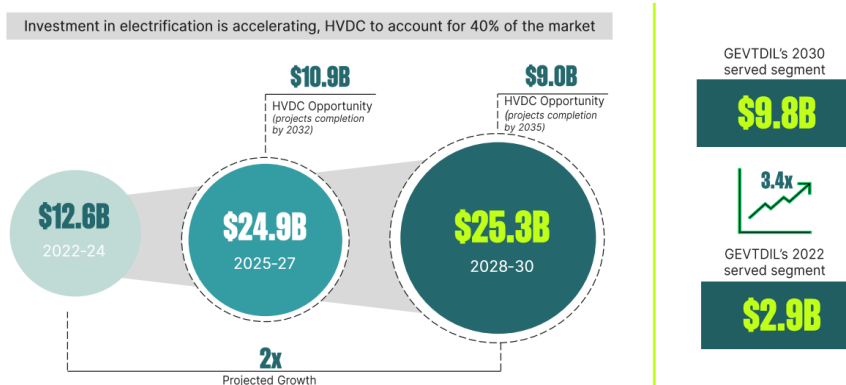 Investment in electrification is accelerating, HVDC to account for 40% of the market
$10.9B
HVDC Opportunity
(projects completion
by 2032)
$9.0B
HVDC Opportunity
(projects completion
by 2035)
$12.6B
2022-24
$24.9B
2025-27
$25.3B
2028-30
2x
Projected Growth
GEVTDIL's 2030
served segment
$9.8B
3.4x
GEVTDIL's 2022
served segment
$2.9B